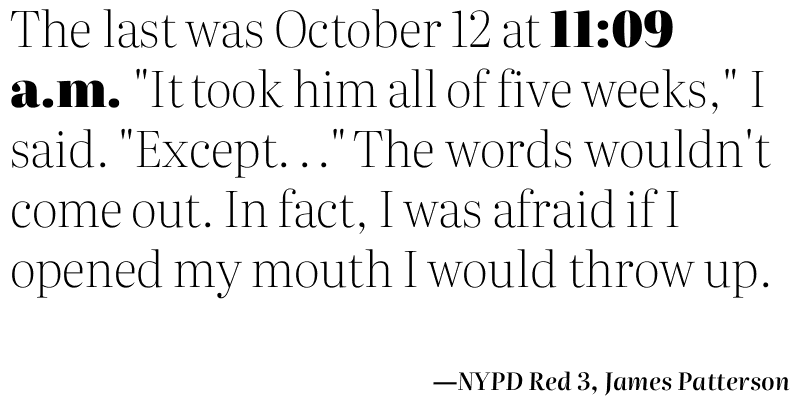 The last was October 12 at 11:09
a.m. "It took him all of five weeks," I
said. "Except. . ." The words wouldn't
come out. In fact, I was afraid if I
opened my mouth I would throw up.
—NYPD Red 3, James Patterson